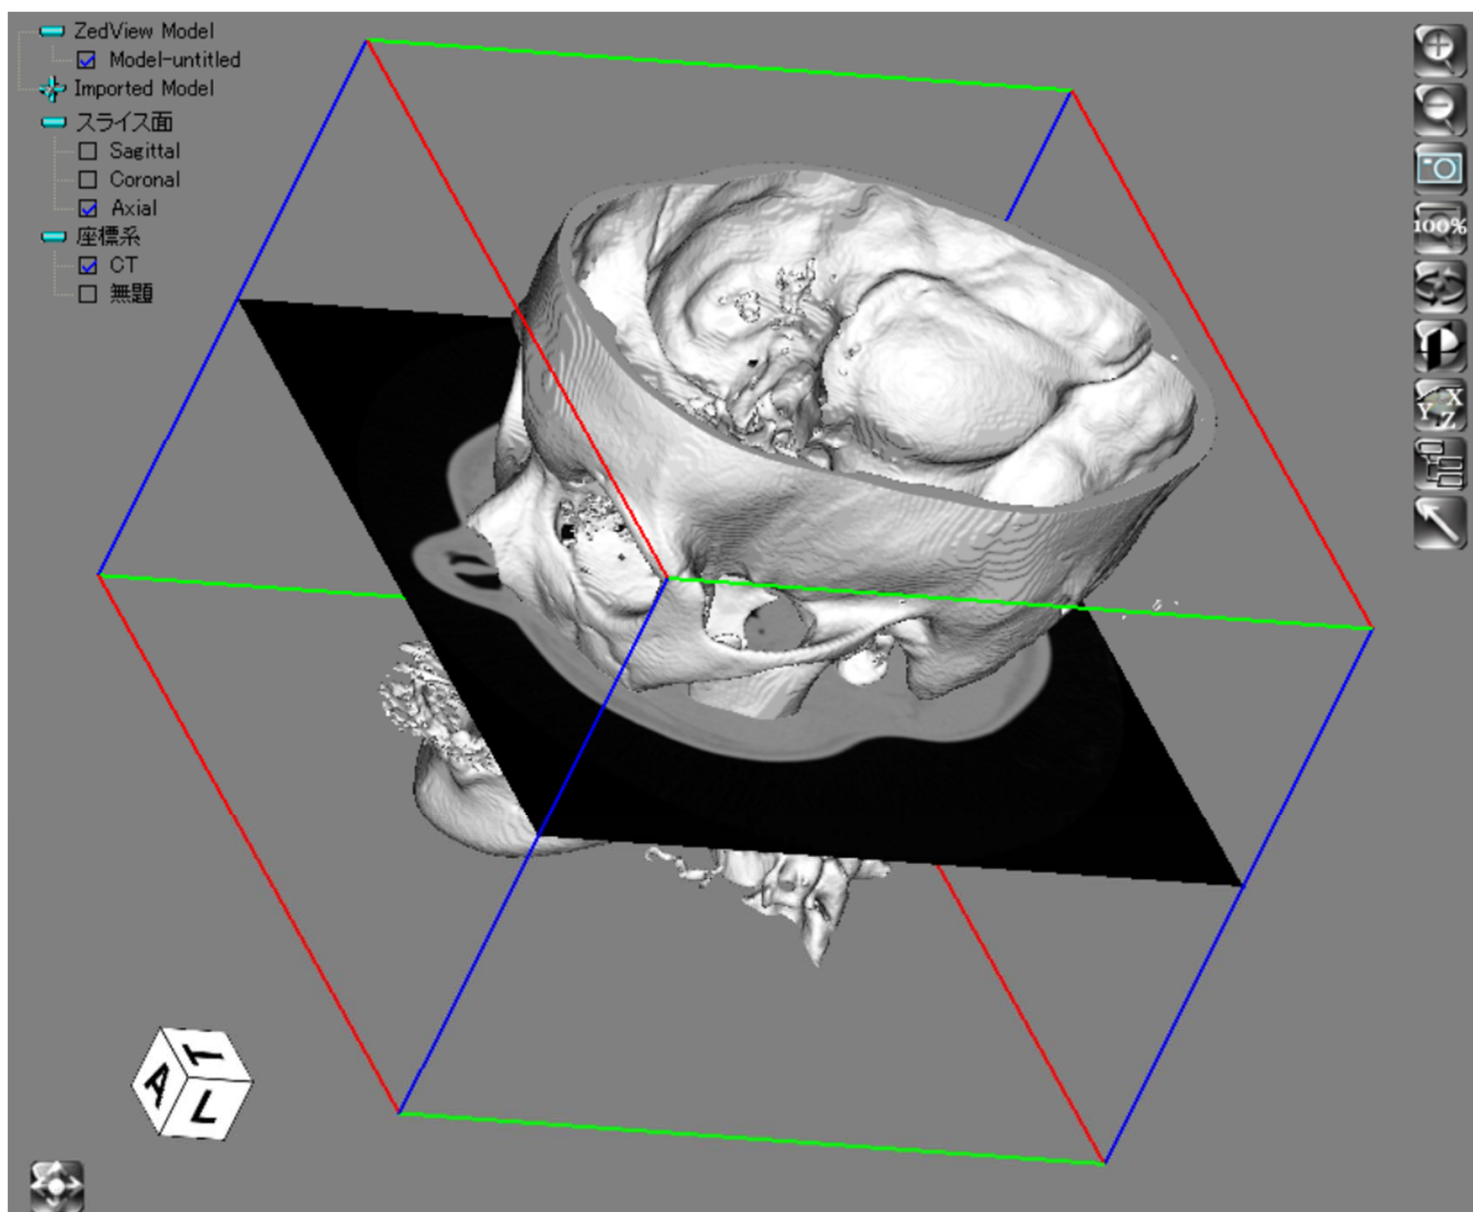 ZedView Model
Model-untitled
Imported Model
スライス面
Sagittal
Coronal
Axial
座標系
CT
無題
100%
X
Y
Z
A
T
L